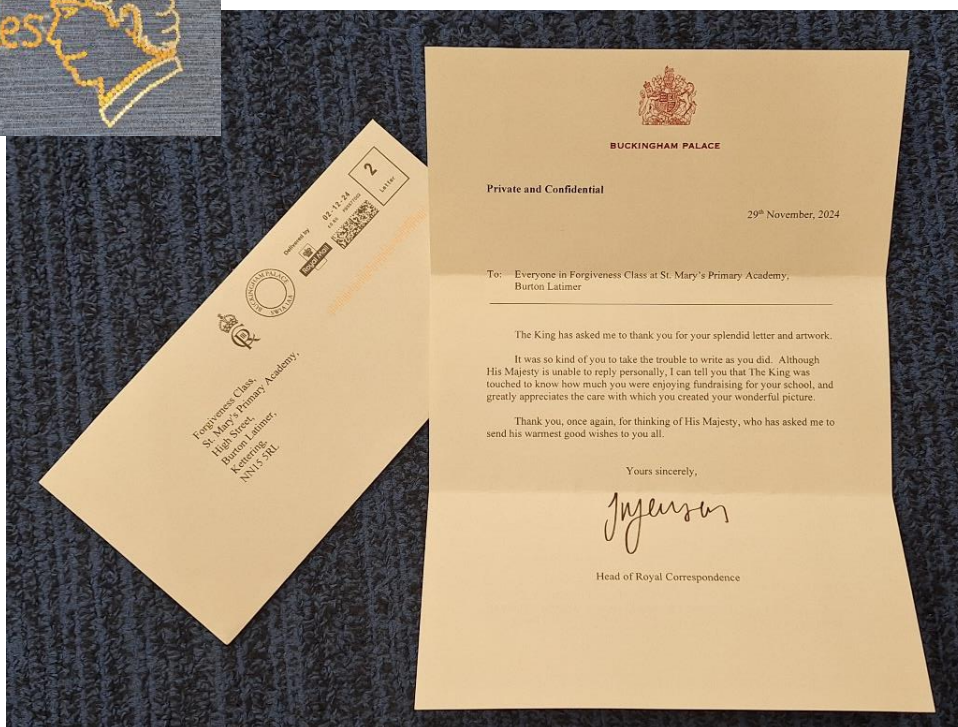 es
BUCKINGHAM PALACE
Private and Confidential
29th November, 2024
To: Everyone in Forgiveness Class at St. Mary's Primary Academy,
Burton Latimer
The King has asked me to thank you for your splendid letter and artwork.
It was so kind of you to take the trouble to write as you did. Although
His Majesty is unable to reply personally, I can tell you that The King was
touched to know how much you were enjoying fundraising for your school, and
greatly appreciates the care with which you created your wonderful picture.
Thank you, once again, for thinking of His Majesty, who has asked me to
send his warmest good wishes to you all.
Yours sincerely,
Head of Royal Correspondence
Delivered by
Royal Mail
02-12-24
2
Letter
BUCKINGHAM PALACE
SW1A 1AA
Forgiveness Class,
St. Mary's Primary Academy,
High Street,
Burton Latimer,
Kettering,
NN15 5RL